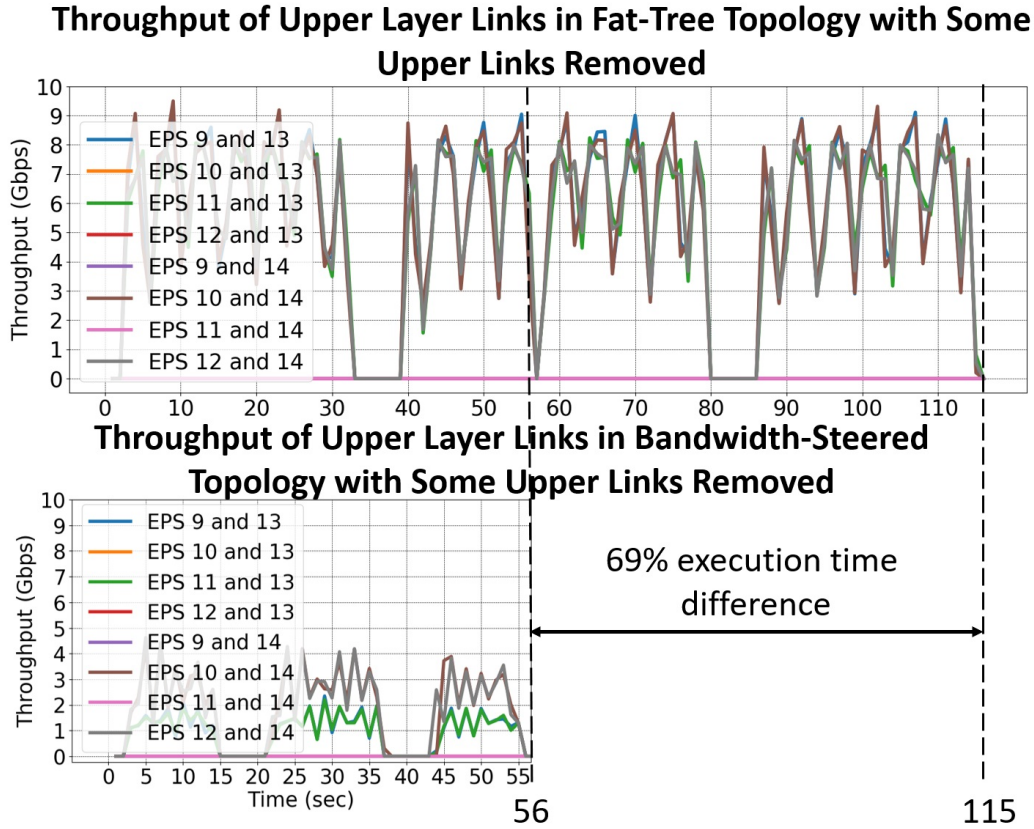 Throughput of Upper Layer Links in Fat-Tree Topology with Some
Upper Links Removed
Throughput (Gbps)
10
9
8
7
6
5
4
3
2
1
0
EPS 9 and 13
EPS 10 and 13
EPS 11 and 13
EPS 12 and 13
EPS 9 and 14
EPS 10 and 14
EPS 11 and 14
EPS 12 and 14
0 10 20 30 40 50 60 70 80 90 100 110
Throughput of Upper Layer Links in Bandwidth-Steered
Topology with Some Upper Links Removed
Throughput (Gbps)
10
9
8
7
6
5
4
3
2
1
0
EPS 9 and 13
EPS 10 and 13
EPS 11 and 13
EPS 12 and 13
EPS 9 and 14
EPS 10 and 14
EPS 11 and 14
EPS 12 and 14
0 5 10 15 20 25 30 35 40 45 50 55
Time (sec)
69% execution time
difference
56
115